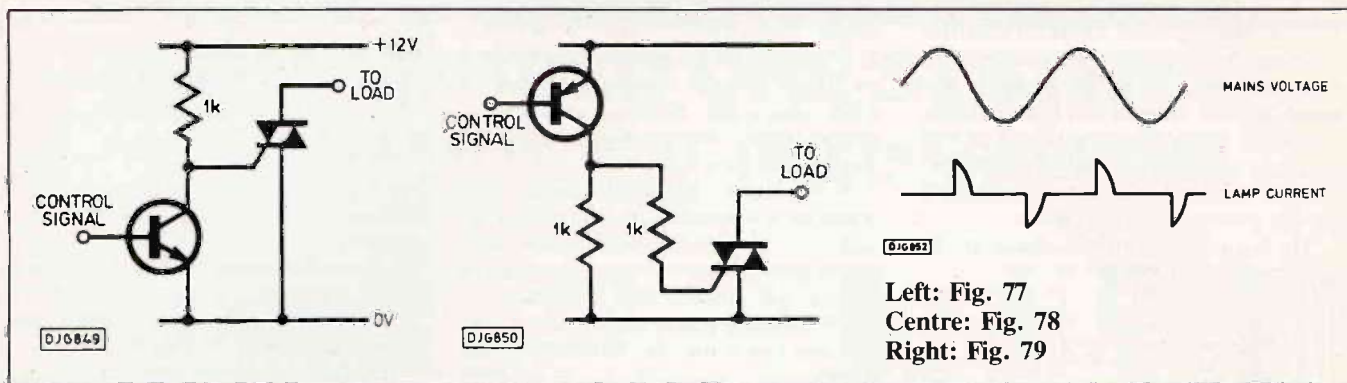 +12V
1k
TO
LOAD
CONTROL
SIGNAL
0V
DJG849
CONTROL
SIGNAL
1k
1k
TO
LOAD
DJG850
MAINS VOLTAGE
LAMP CURRENT
DJG852
Left: Fig. 77
Centre: Fig. 78
Right: Fig. 79